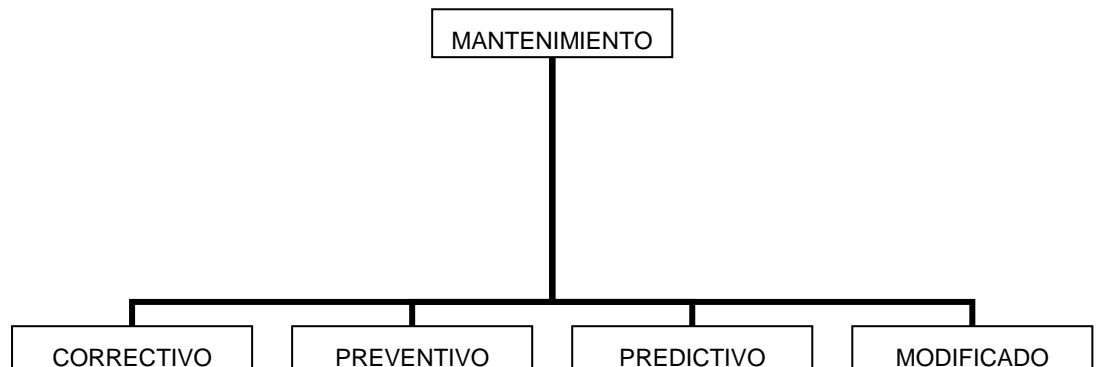 MANTENIMIENTO
CORRECTIVO
PREVENTIVO
PREDICTIVO
MODIFICADO